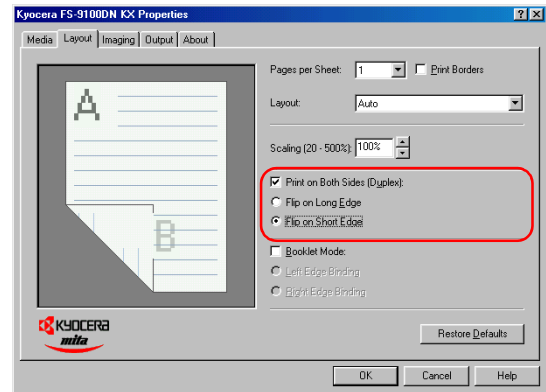 Kyocera FS-9100DN KX Properties
Media Layout Imaging Output About
A
B
Pages per Sheet: 1 Print Borders
Layout: Auto
Scaling (20 - 500%): 100%
Print on Both Sides (Duplex):
Flip on Long Edge
Flip on Short Edge
Booklet Mode:
Left Edge Binding
Right Edge Binding
KYOCERA
mita
Restore Defaults
OK Cancel Help